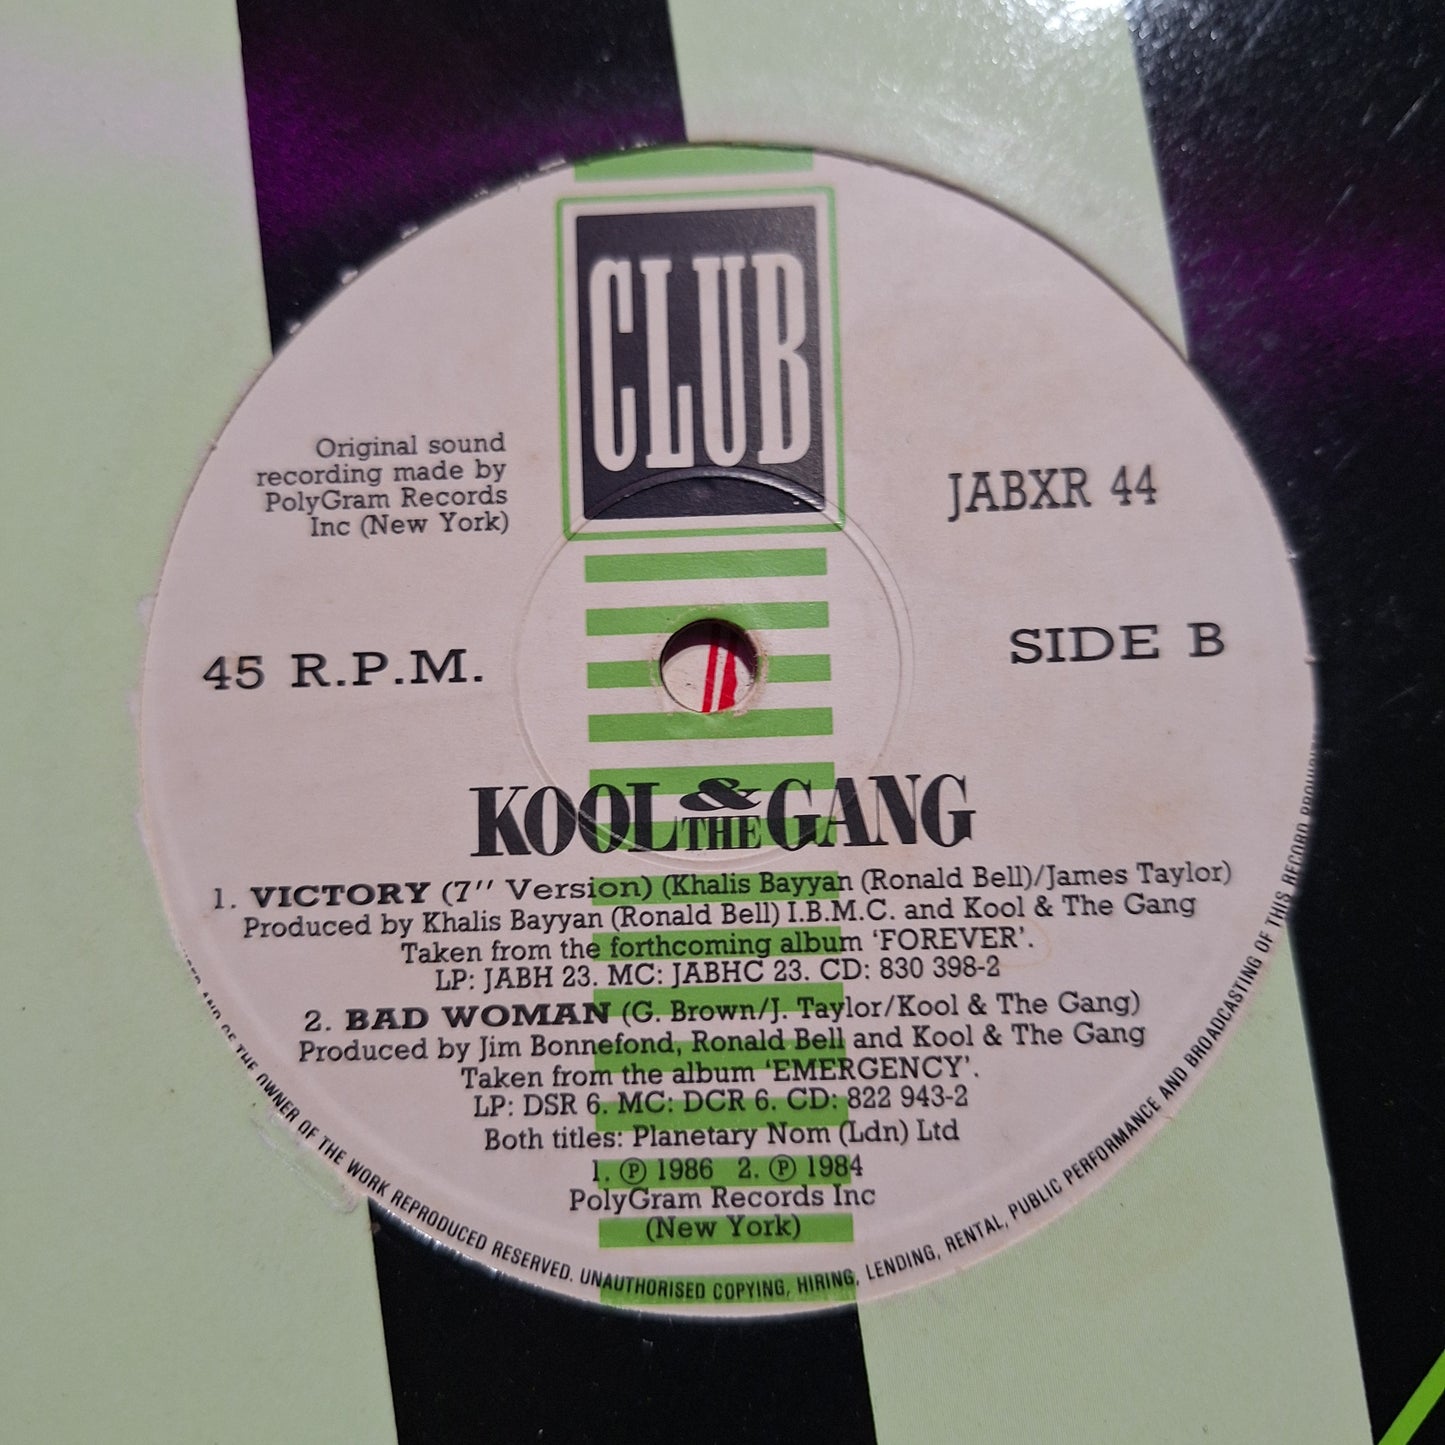 CLUB
Original sound
recording made by
PolyGram Records
Inc (New York)
JABXR 44
45 R.P.M.
SIDE B
KOOL & THE GANG
1. VICTORY (7″ Version) (Khalis Bayyan (Ronald Bell)/James Taylor)
Produced by Khalis Bayyan (Ronald Bell) I.B.M.C. and Kool & The Gang
Taken from the forthcoming album ‘FOREVER’.
LP: JABH 23. MC: JABHC 23. CD: 830 398-2
2. BAD WOMAN (G. Brown/J. Taylor/Kool & The Gang)
Produced by Jim Bonnefond, Ronald Bell and Kool & The Gang
Taken from the album ‘EMERGENCY’.
LP: DSR 6. MC: DCR 6. CD: 822 943-2
Both titles: Planetary Nom (Ldn) Ltd
1. ℗ 1986 2. ℗ 1984
PolyGram Records Inc
(New York)
AND OF THE OWNER OF THE WORK REPRODUCED RESERVED. UNAUTHORISED COPYING, HIRING, LENDING, RENTAL, PUBLIC PERFORMANCE AND BROADCASTING OF THIS RECORD